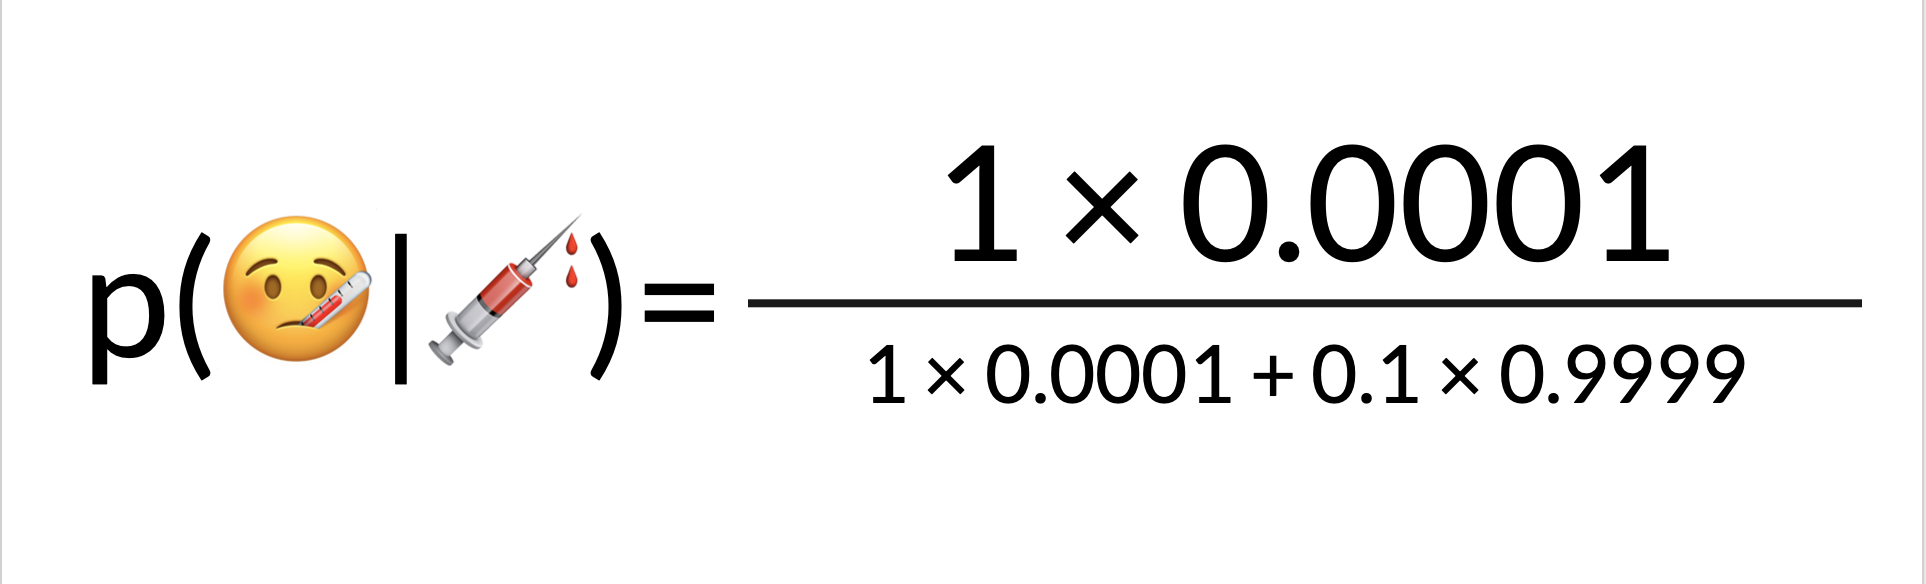 p(🤒|💉)=
1 × 0.0001
1 × 0.0001 + 0.1 × 0.9999